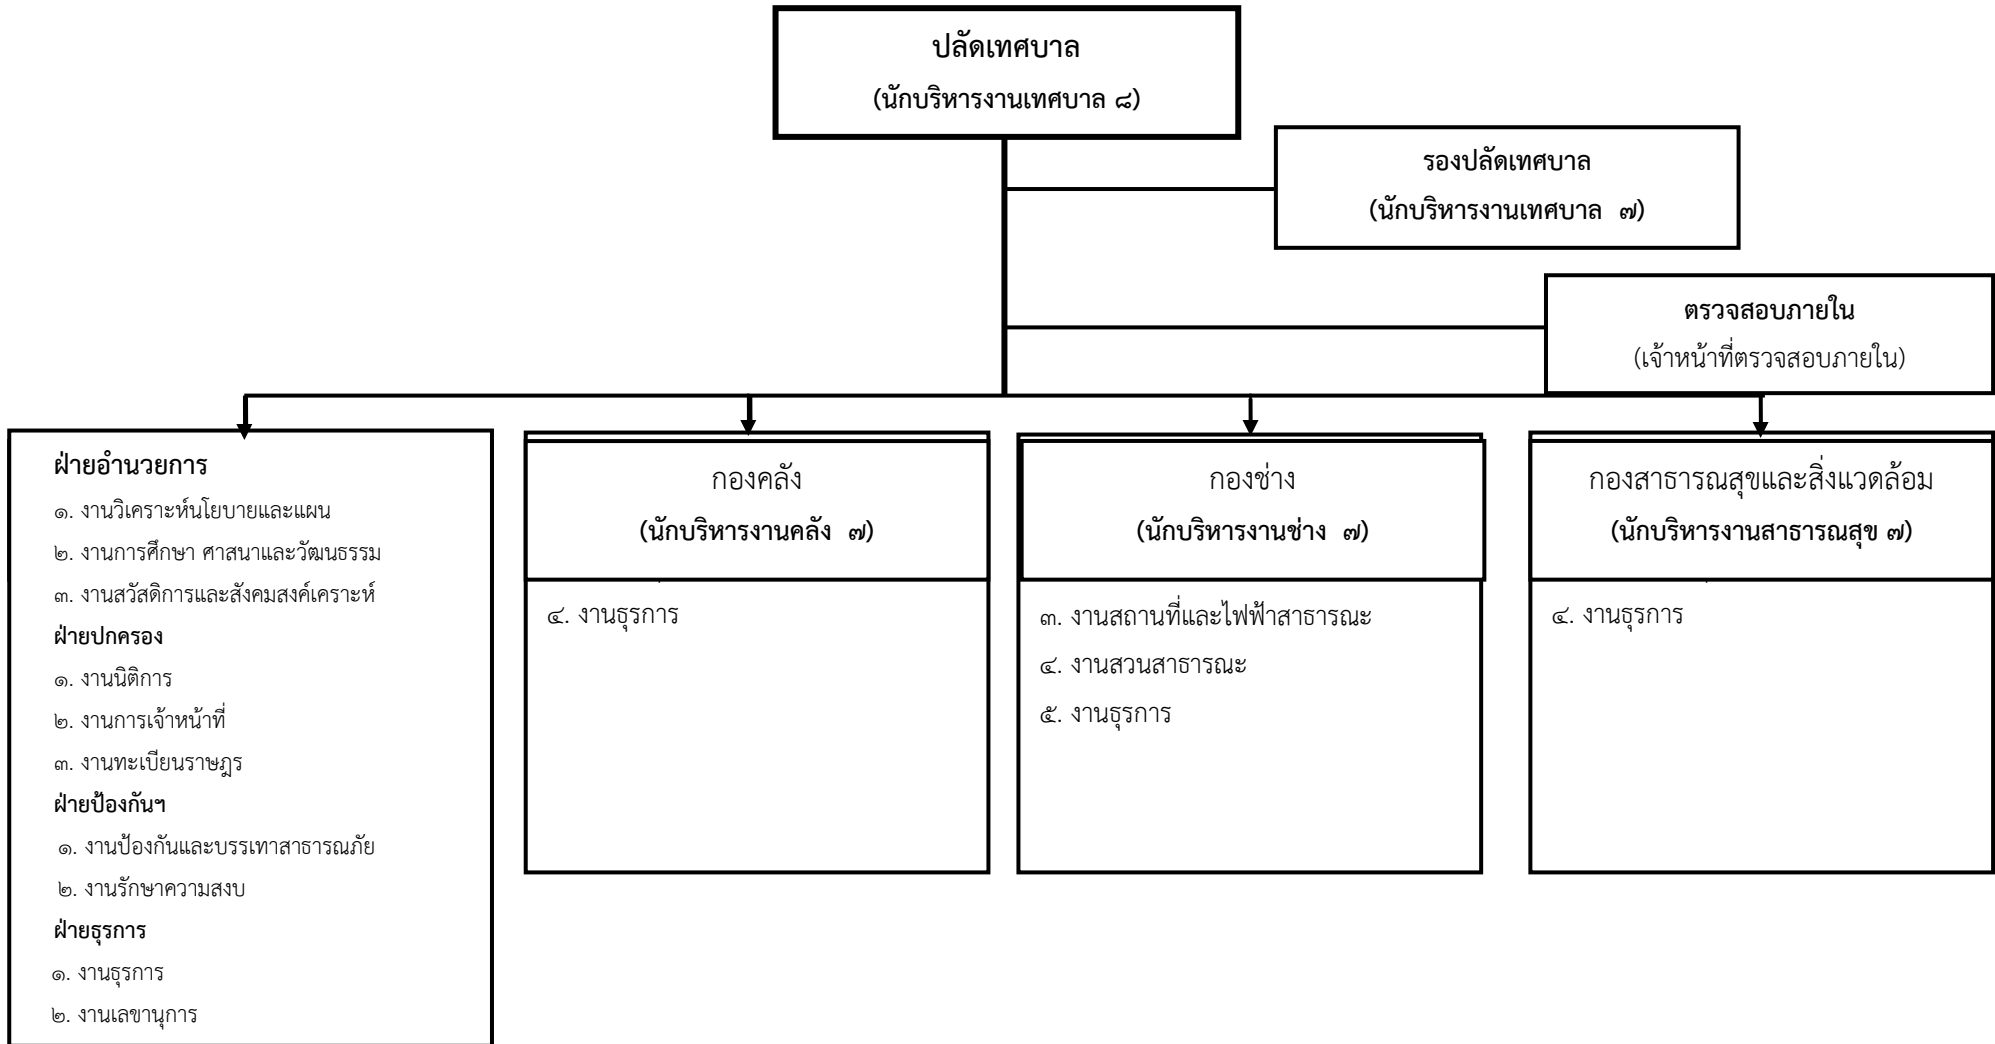 ปลัดเทศบาล
(นักบริหารงานเทศบาล ๘)
รองปลัดเทศบาล
(นักบริหารงานเทศบาล ๗)
ตรวจสอบภายใน
(เจ้าหน้าที่ตรวจสอบภายใน)
ฝ่ายอำนวยการ
๑. งานวิเคราะห์นโยบายและแผน
๒. งานการศึกษา ศาสนาและวัฒนธรรม
๓. งานสวัสดิการและสังคมสงค์เคราะห์
ฝ่ายปกครอง
๑. งานนิติการ
๒. งานการเจ้าหน้าที่
๓. งานทะเบียนราษฎร
ฝ่ายป้องกันฯ
๑. งานป้องกันและบรรเทาสาธารณภัย
๒. งานรักษาความสงบ
ฝ่ายธุรการ
๑. งานธุรการ
๒. งานเลขานุการ
กองคลัง
(นักบริหารงานคลัง ๗)
๔. งานธุรการ
กองช่าง
(นักบริหารงานช่าง ๗)
๓. งานสถานที่และไฟฟ้าสาธารณะ
๔. งานสวนสาธารณะ
๕. งานธุรการ
กองสาธารณสุขและสิ่งแวดล้อม
(นักบริหารงานสาธารณสุข ๗)
๔. งานธุรการ